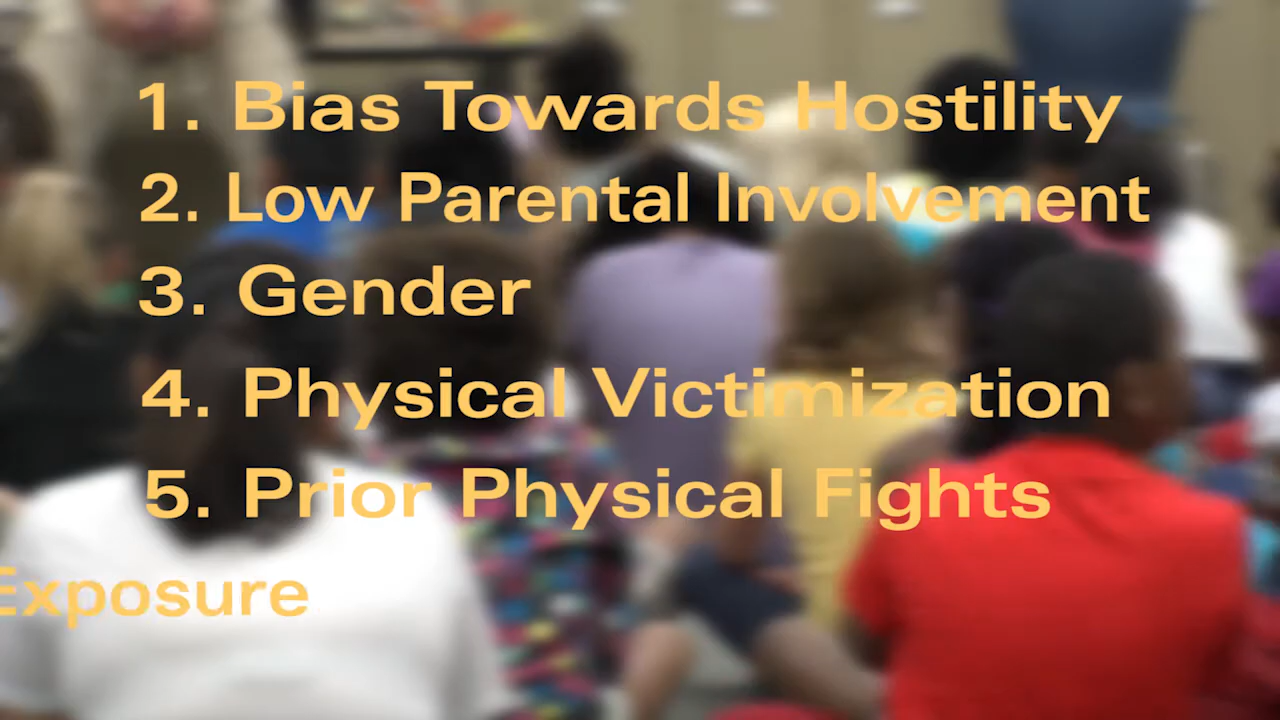 1. Bias Towards Hostility
2. Low Parental Involvement
3. Gender
4. Physical Victimization
5. Prior Physical Fights
Exposure